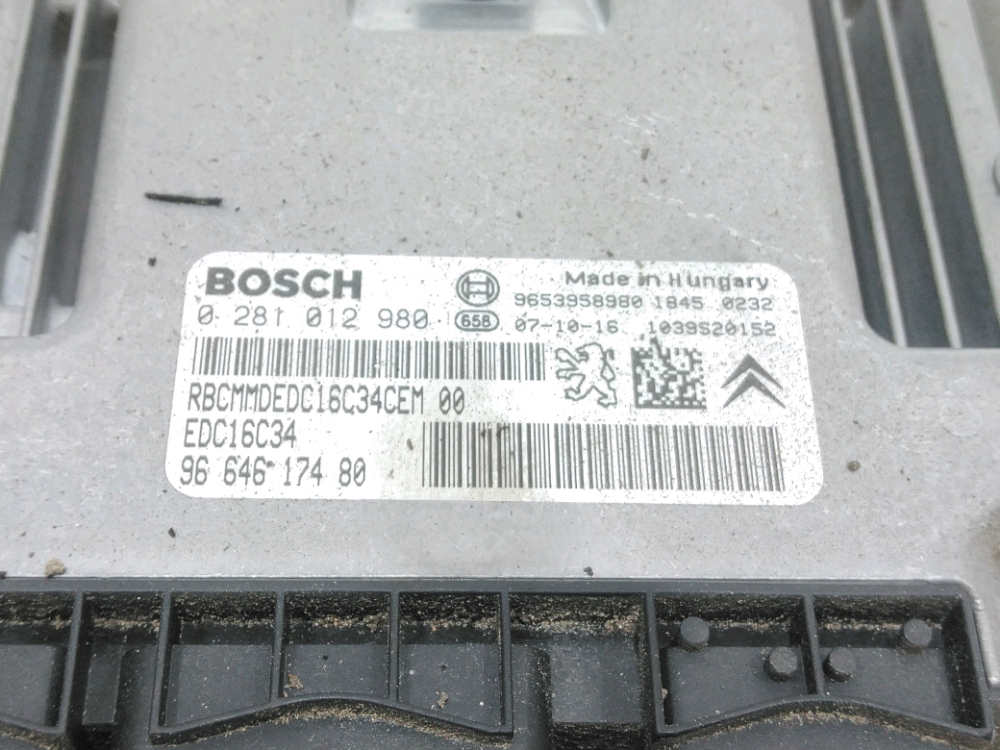 BOSCH
Made in Hungary
9653958980 1845 0232
0 281 012 980 658 07-10-16 1039S20152
RBCMMDEDC16C34CEM 00
EDC16C34
96 646 174 80